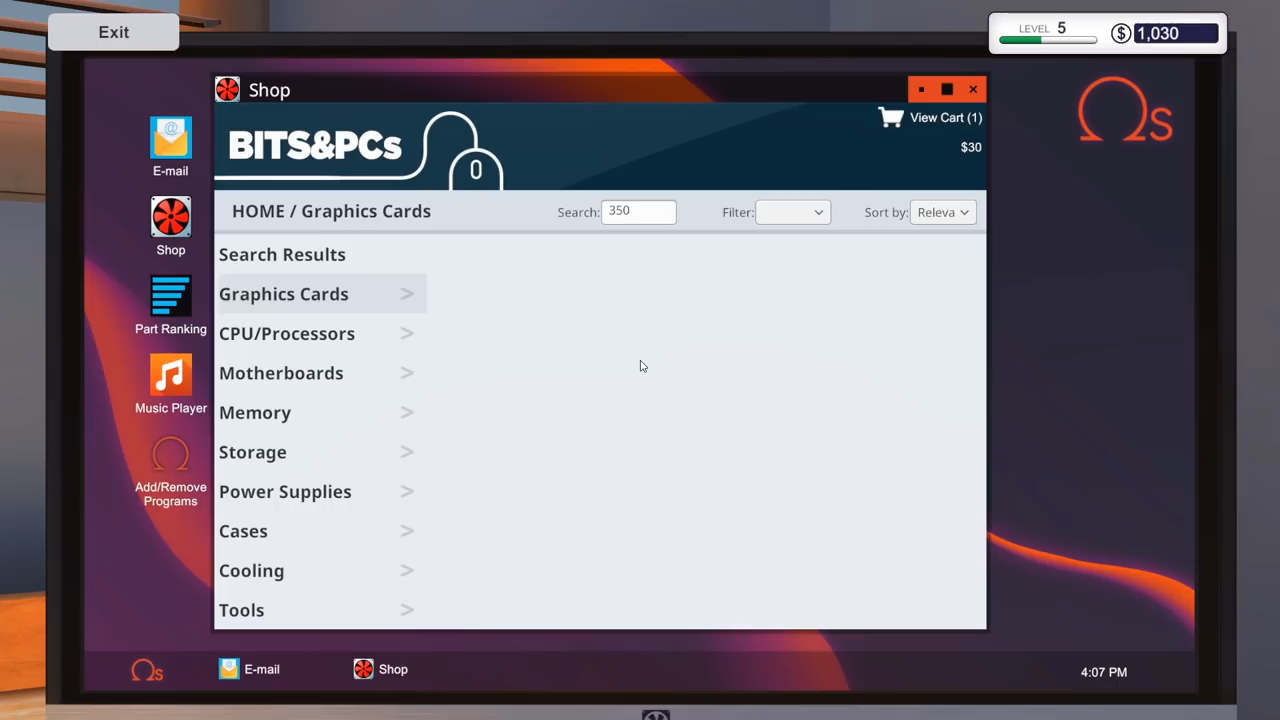 Exit
LEVEL 5
$ 1,030
Shop
View Cart (1)
BITS&PCs
$30
HOME / Graphics Cards
Search: 350
Filter:
Sort by: Releva
E-mail
Shop
Part Ranking
Music Player
Add/Remove
Programs
Search Results
Graphics Cards >
CPU/Processors >
Motherboards >
Memory >
Storage >
Power Supplies >
Cases >
Cooling >
Tools >
Ωs
Ωs
E-mail
Shop
4:07 PM